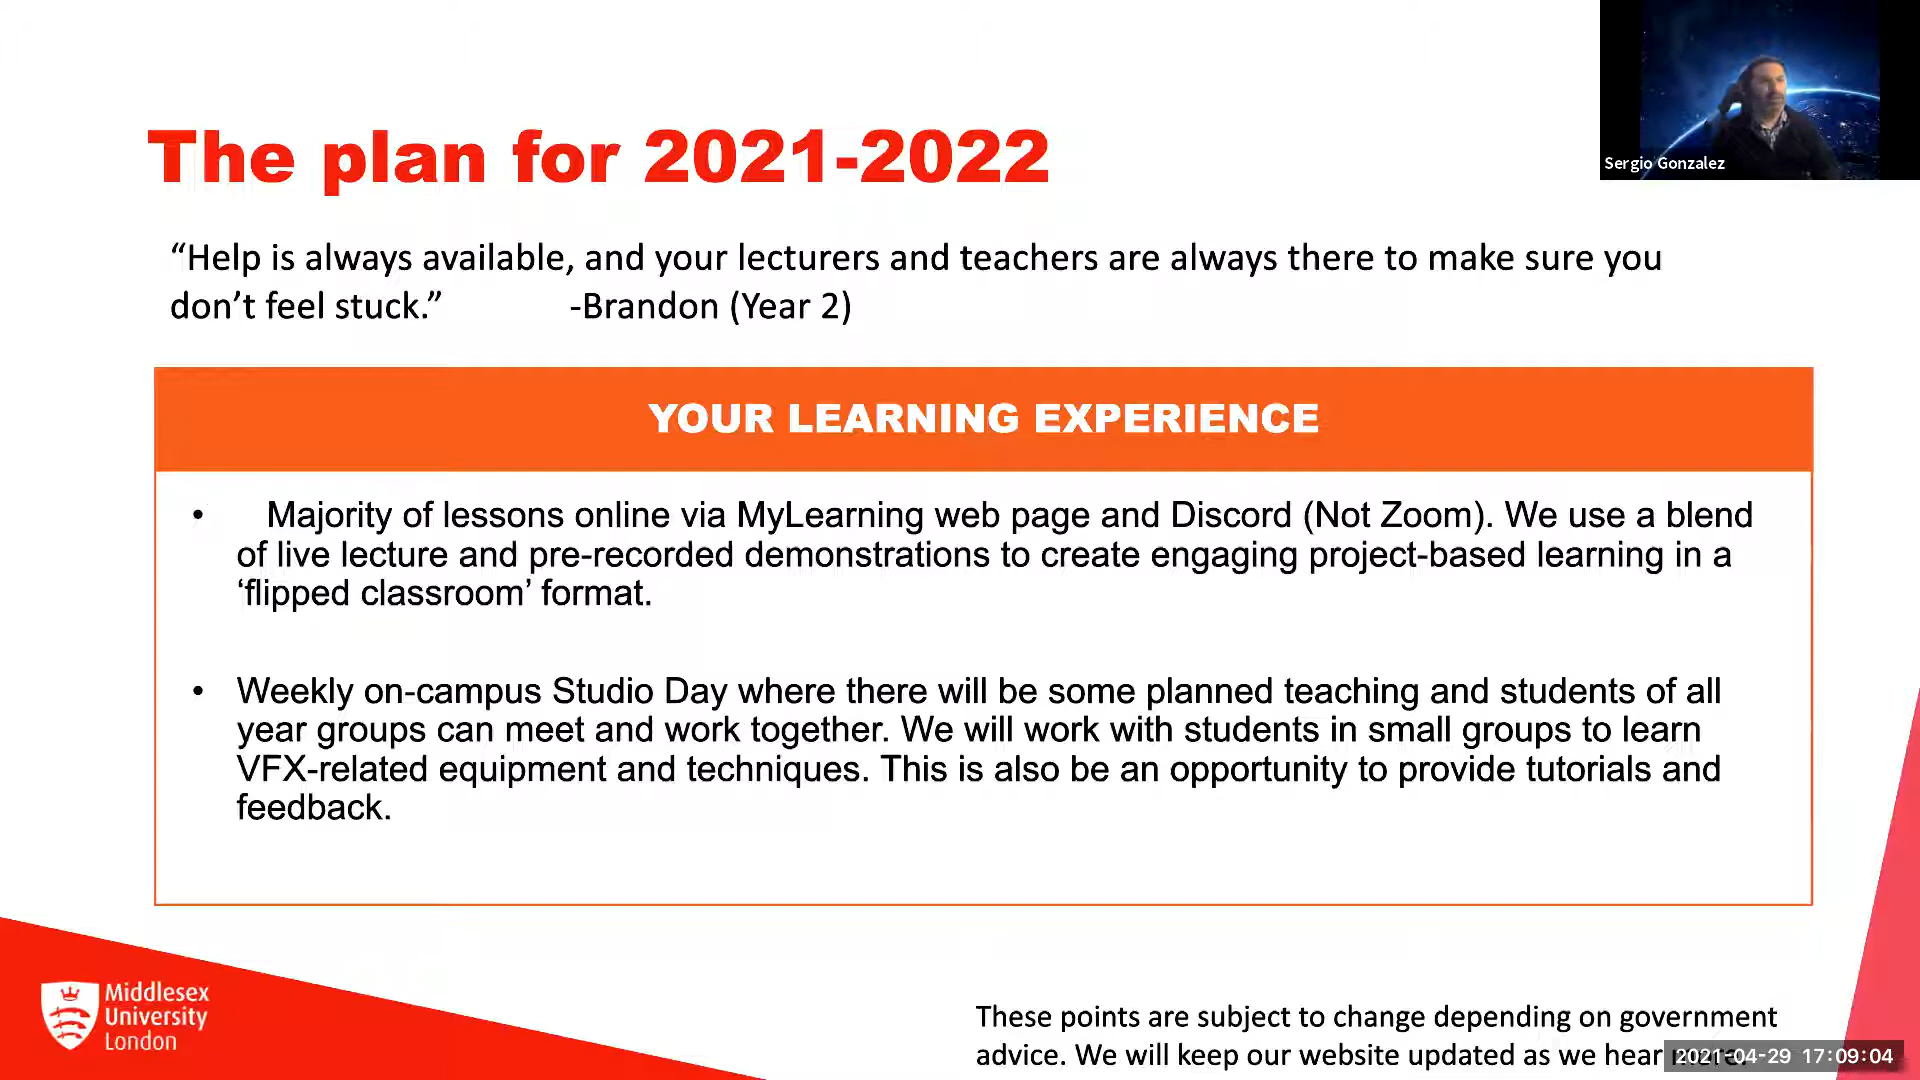 Sergio Gonzalez
The plan for 2021-2022
“Help is always available, and your lecturers and teachers are always there to make sure you
don’t feel stuck.” -Brandon (Year 2)
YOUR LEARNING EXPERIENCE
• Majority of lessons online via MyLearning web page and Discord (Not Zoom). We use a blend
of live lecture and pre-recorded demonstrations to create engaging project-based learning in a
‘flipped classroom’ format.
• Weekly on-campus Studio Day where there will be some planned teaching and students of all
year groups can meet and work together. We will work with students in small groups to learn
VFX-related equipment and techniques. This is also be an opportunity to provide tutorials and
feedback.
Middlesex
University
London
These points are subject to change depending on government
advice. We will keep our website updated as we hear
2021-04-29 17:09:04